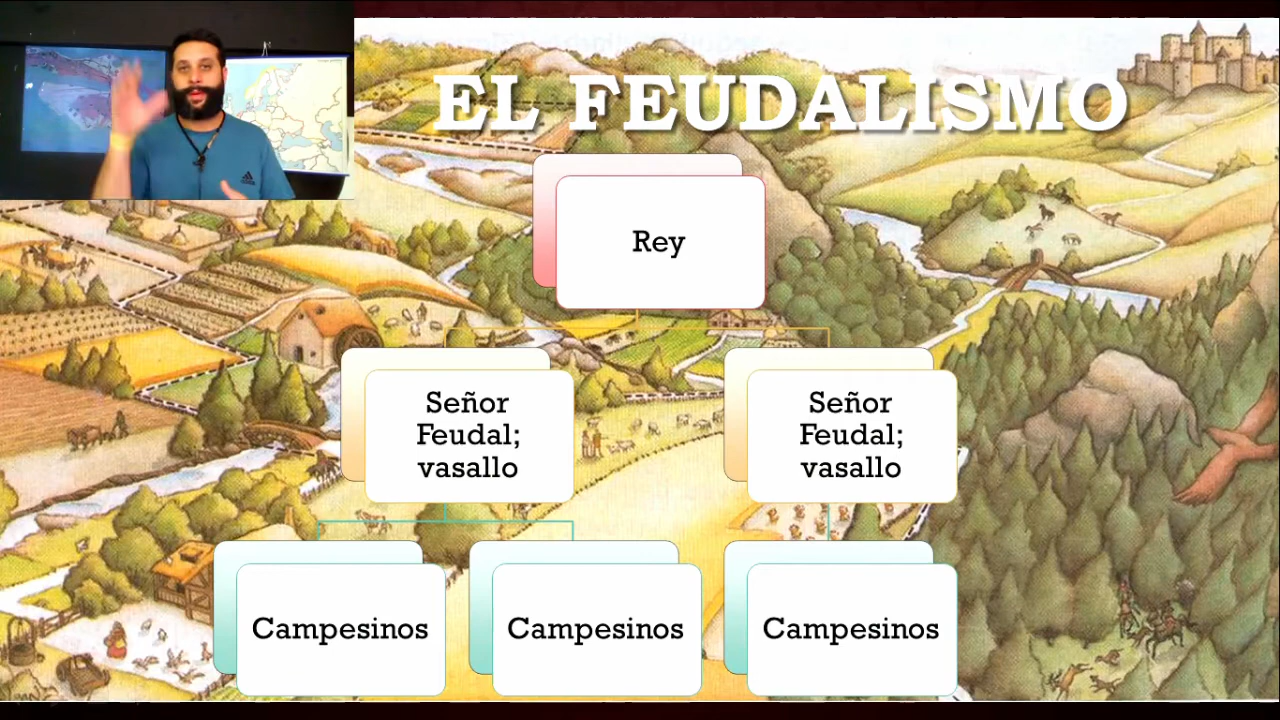 EL FEUDALISMO
Rey
Señor
Feudal;
vasallo
Señor
Feudal;
vasallo
Campesinos
Campesinos
Campesinos